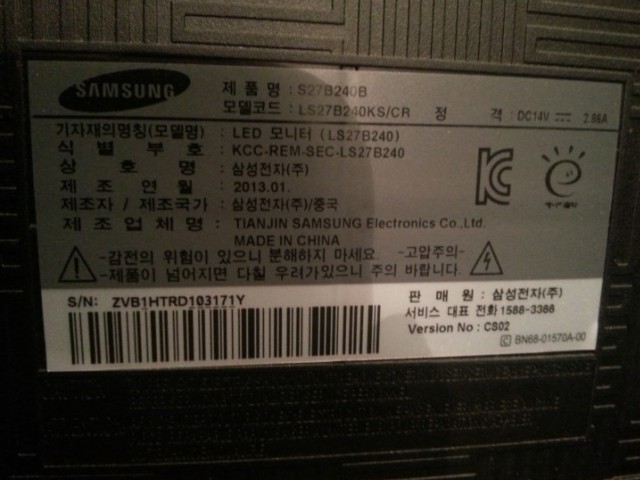 SAMSUNG
제 품 명 : S27B240B
모델코드 : LS27B240KS/CR 정 격 : DC14V 2.86A
기자재의명칭(모델명) : LED 모니터 (LS27B240)
식 별 부 호 : KCC-REM-SEC-LS27B240
상 호 명 : 삼성전자(주)
제 조 연 월 : 2013.01.
제조자 / 제조국가 : 삼성전자(주)/중국
제 조 업 체 명 : TIANJIN SAMSUNG Electronics Co.,Ltd.
MADE IN CHINA
-감전의 위험이 있으니 분해하지 마세요. -고압주의-
-제품이 넘어지면 다칠 우려가있으니 주의 바랍니다.
S/N: ZVB1HTRD103171Y
판 매 원 : 삼성전자(주)
서비스 대표 전화 1588-3366
Version No : CS02
ⓒ BN68-01570A-00